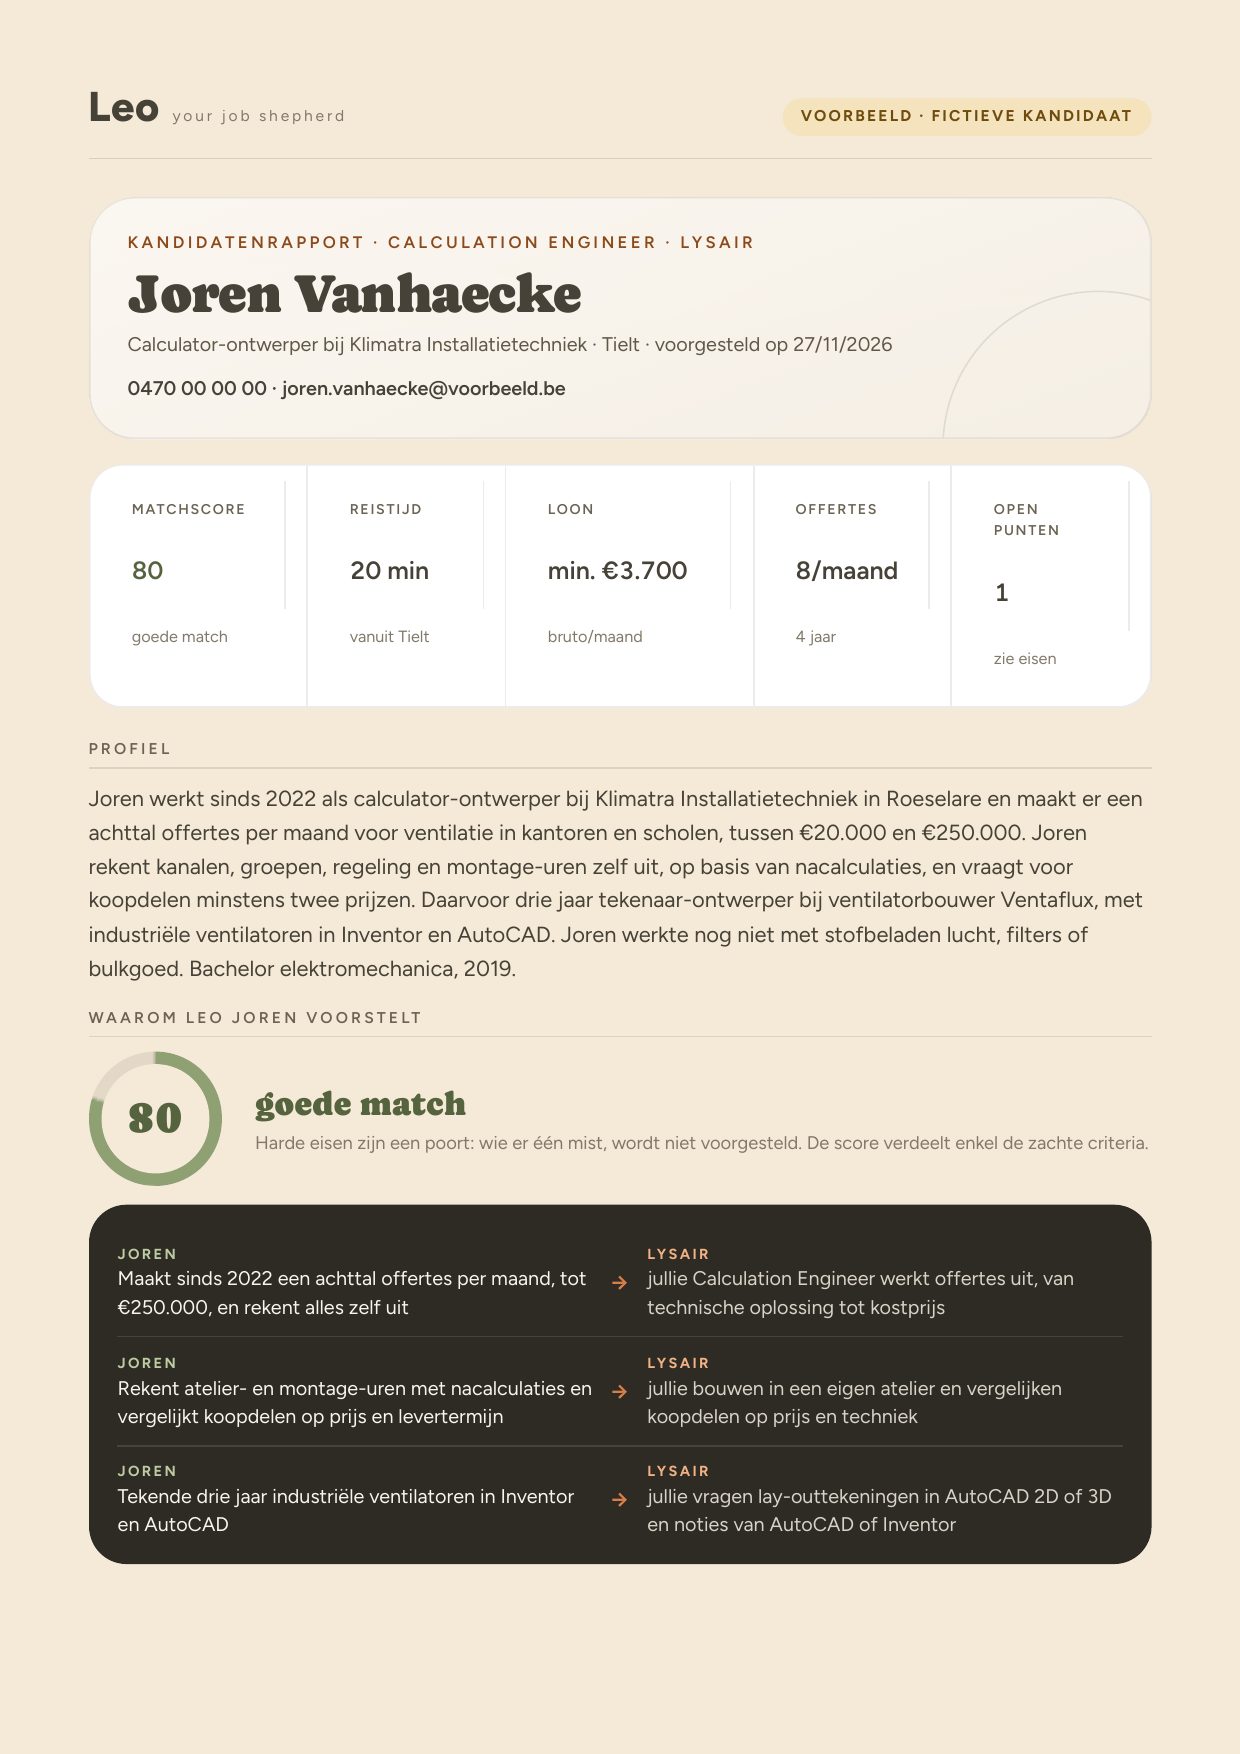 Leo your job shepherd
VOORBEELD · FICTIEVE KANDIDAAT
KANDIDATENRAPPORT · CALCULATION ENGINEER · LYSAIR
Joren Vanhaecke
Calculator-ontwerper bij Klimatra Installatietechniek · Tielt · voorgesteld op 27/11/2026
0470 00 00 00 · joren.vanhaecke@voorbeeld.be
MATCHSCORE
80
goede match
REISTIJD
20 min
vanuit Tielt
LOON
min. €3.700
bruto/maand
OFFERTES
8/maand
4 jaar
OPEN
PUNTEN
1
zie eisen
PROFIEL
Joren werkt sinds 2022 als calculator-ontwerper bij Klimatra Installatietechniek in Roeselare en maakt er een
achttal offertes per maand voor ventilatie in kantoren en scholen, tussen €20.000 en €250.000. Joren
rekent kanalen, groepen, regeling en montage-uren zelf uit, op basis van nacalculaties, en vraagt voor
koopdelen minstens twee prijzen. Daarvoor drie jaar tekenaar-ontwerper bij ventilatorbouwer Ventaflux, met
industriële ventilatoren in Inventor en AutoCAD. Joren werkte nog niet met stofbeladen lucht, filters of
bulkgoed. Bachelor elektromechanica, 2019.
WAAROM LEO JOREN VOORSTELT
80
goede match
Harde eisen zijn een poort: wie er één mist, wordt niet voorgesteld. De score verdeelt enkel de zachte criteria.
JOREN
Maakt sinds 2022 een achttal offertes per maand, tot
€250.000, en rekent alles zelf uit
→
LYSAIR
jullie Calculation Engineer werkt offertes uit, van
technische oplossing tot kostprijs
JOREN
Rekent atelier- en montage-uren met nacalculaties en
vergelijkt koopdelen op prijs en levertermijn
→
LYSAIR
jullie bouwen in een eigen atelier en vergelijken
koopdelen op prijs en techniek
JOREN
Tekende drie jaar industriële ventilatoren in Inventor
en AutoCAD
→
LYSAIR
jullie vragen lay-outtekeningen in AutoCAD 2D of 3D
en noties van AutoCAD of Inventor